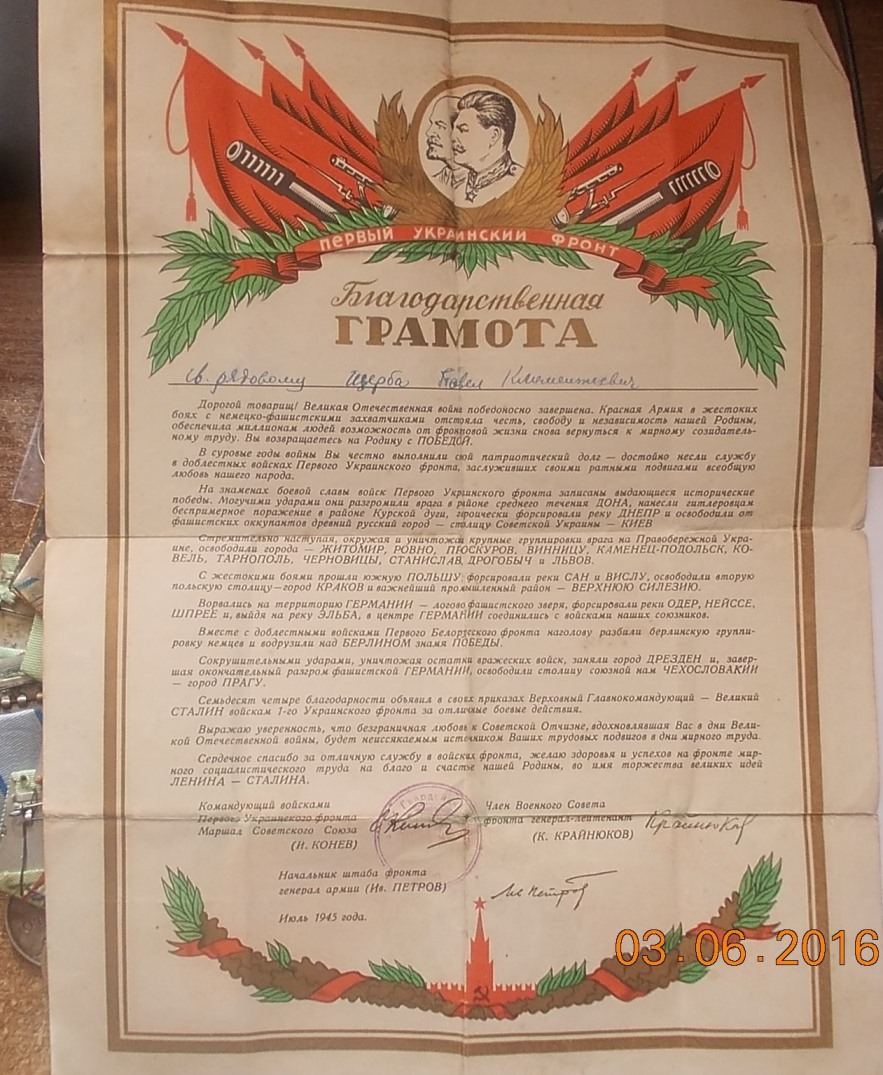 ПЕРВЫЙ УКРАИНСКИЙ ФРОНТ
Благодарственная
ГРАМОТА
гв. рядовому Щерба Павел Климентиевич
Дорогой товарищ! Великая Отечественная война победоносно завершена. Красная Армия в жестоких
боях с немецко-фашистскими захватчиками отстояла честь, свободу и независимость нашей Родины,
обеспечила миллионам людей возможность от фронтовой жизни снова вернуться к мирному созидатель-
ному труду. Вы возвращаетесь на Родину с ПОБЕДОЙ.
В суровые годы войны Вы честно выполнили свой патриотический долг — достойно несли службу
в доблестных войсках Первого Украинского фронта, заслуживших своими ратными подвигами всеобщую
любовь нашего народа.
На знаменах боевой славы войск Первого Украинского фронта записаны выдающиеся исторические
победы. Могучими ударами они разгромили врага в районе среднего течения ДОНА, нанесли гитлеровцам
беспримерное поражение в районе Курской дуги, героически форсировали реку ДНЕПР и освободили от
фашистских оккупантов древний русский город — столицу Советской Украины — КИЕВ
Стремительно наступая, окружая и уничтожая крупные группировки врага на Правобережной Укра-
ине, освободили города — ЖИТОМИР, РОВНО, ПРОСКУРОВ, ВИННИЦУ, КАМЕНЕЦ-ПОДОЛЬСК, КО-
ВЕЛЬ, ТАРНОПОЛЬ, ЧЕРНОВИЦЫ, СТАНИСЛАВ, ДРОГОБЫЧ и ЛЬВОВ.
С жестокими боями прошли южную ПОЛЬШУ, форсировали реки САН и ВИСЛУ, освободили вторую
польскую столицу—город КРАКОВ и важнейший промышленный район — ВЕРХНЮЮ СИЛЕЗИЮ.
Ворвались на территорию ГЕРМАНИИ — логово фашистского зверя, форсировали реки ОДЕР, НЕЙССЕ,
ШПРЕЕ и, выйдя на реку ЭЛЬБА, в центре ГЕРМАНИИ соединились с войсками наших союзников.
Вместе с доблестными войсками Первого Белорусского фронта наголову разбили берлинскую группи-
ровку немцев и водрузили над БЕРЛИНОМ знамя ПОБЕДЫ.
Сокрушительными ударами, уничтожая остатки вражеских войск, заняли город ДРЕЗДЕН и, завер-
шая окончательный разгром фашистской ГЕРМАНИИ, освободили столицу союзной нам ЧЕХОСЛОВАКИИ
— город ПРАГУ.
Семьдесят четыре благодарности объявил в своих приказах Верховный Главнокомандующий — Великий
СТАЛИН войскам 1-го Украинского фронта за отличные боевые действия.
Выражаю уверенность, что безграничная любовь к Советской Отчизне, вдохновлявшая Вас в дни Вели-
кой Отечественной войны, будет неиссякаемым источником Ваших трудовых подвигов в дни мирного труда.
Сердечное спасибо за отличную службу в войсках фронта, желаю здоровья и успехов на фронте мир-
ного социалистического труда на благо и счастье нашей Родины, во имя торжества великих идей
ЛЕНИНА — СТАЛИНА.
Командующий войсками
Первого Украинского фронта
Маршал Советского Союза
(И. КОНЕВ)
Член Военного Совета
фронта генерал-лейтенант
(К. КРАЙНЮКОВ)
Крайнюков
Начальник штаба фронта
генерал армии (Ив. ПЕТРОВ)
Ив Петров
Июль 1945 года.
03.06.2016